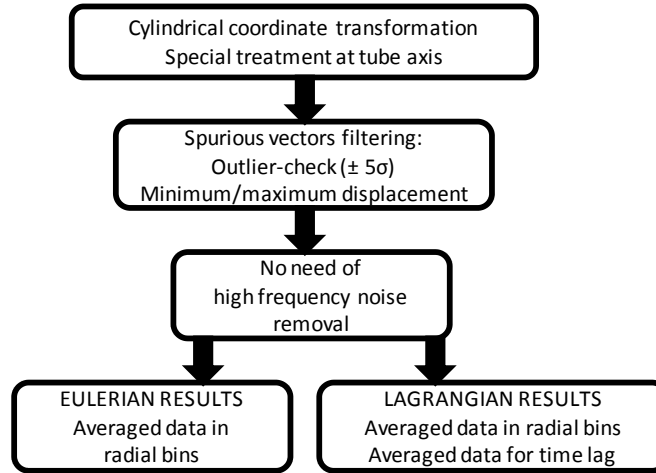 Cylindrical coordinate transformation
Special treatment at tube axis
Spurious vectors filtering:
Outlier-check (± 5σ)
Minimum/maximum displacement
No need of
high frequency noise
removal
EULERIAN RESULTS
Averaged data in
radial bins
LAGRANGIAN RESULTS
Averaged data in radial bins
Averaged data for time lag